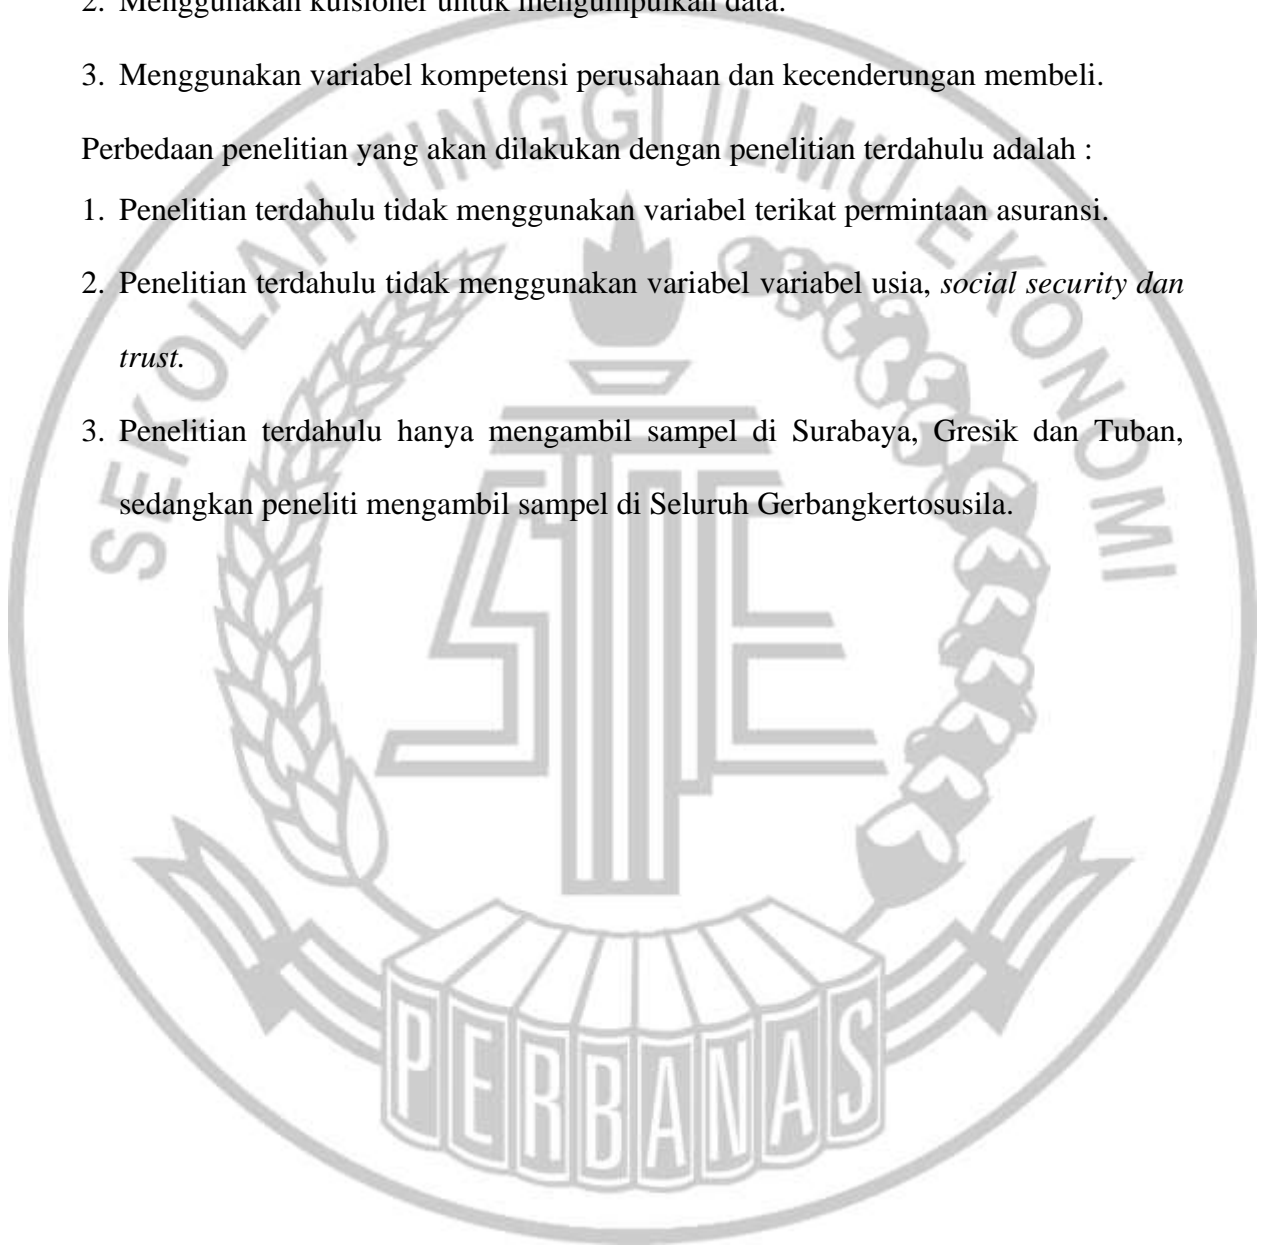 2. Menggunakan kuisioner untuk mengumpulkan data.
3. Menggunakan variabel kompetensi perusahaan dan kecenderungan membeli.
Perbedaan penelitian yang akan dilakukan dengan penelitian terdahulu adalah :
1. Penelitian terdahulu tidak menggunakan variabel terikat permintaan asuransi.
2. Penelitian terdahulu tidak menggunakan variabel variabel usia, social security dan
trust.
3. Penelitian terdahulu hanya mengambil sampel di Surabaya, Gresik dan Tuban,
sedangkan peneliti mengambil sampel di Seluruh Gerbangkertosusila.
SEKOLAH TINGGI ILMU EKONOMI
STIE
PERBANAS